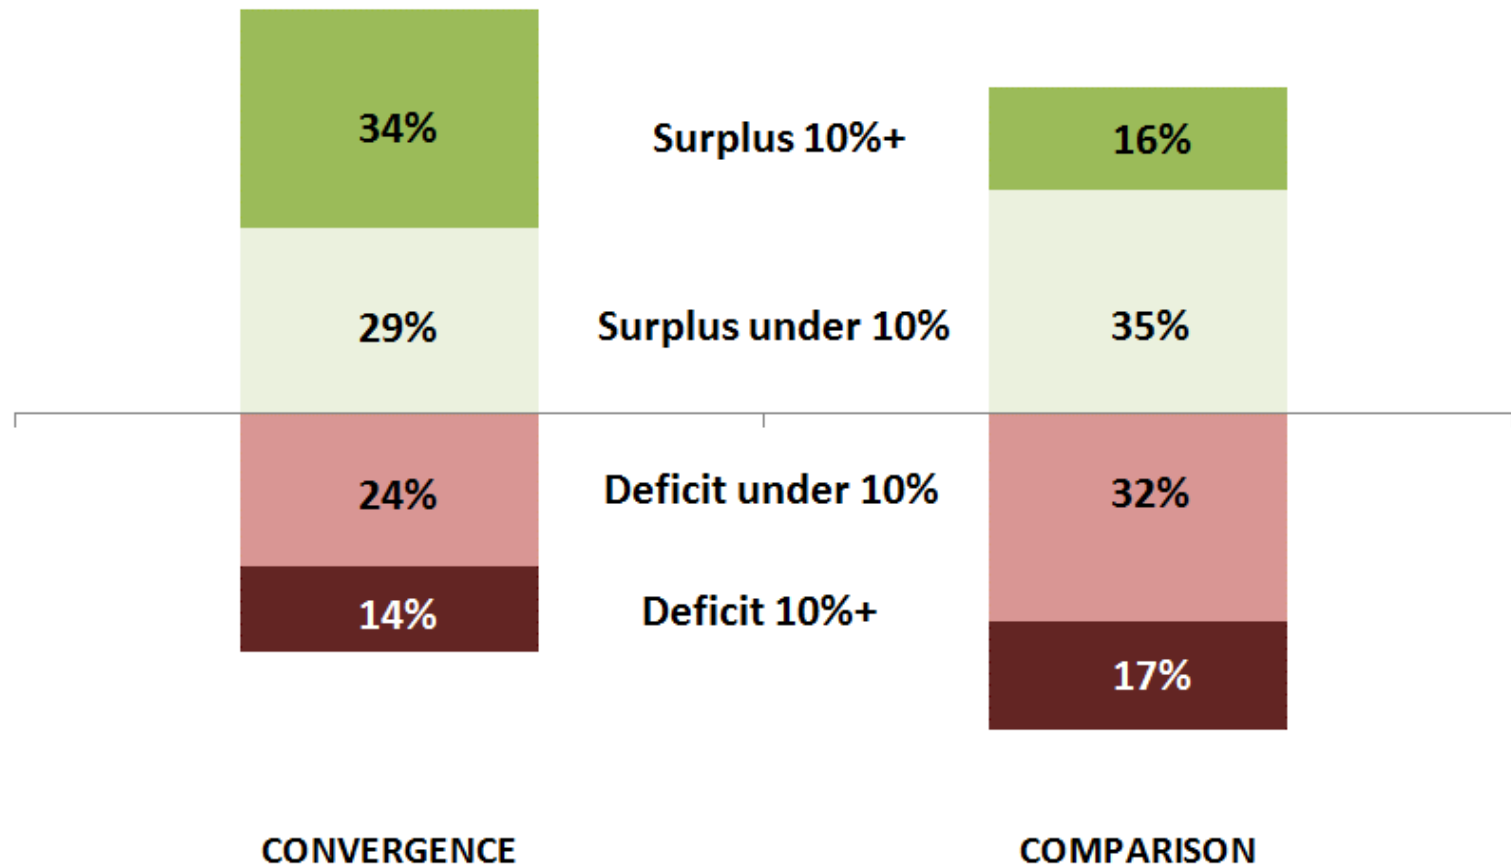 34%
Surplus 10%+
16%
29%
Surplus under 10%
35%
24%
Deficit under 10%
32%
14%
Deficit 10%+
17%
CONVERGENCE
COMPARISON